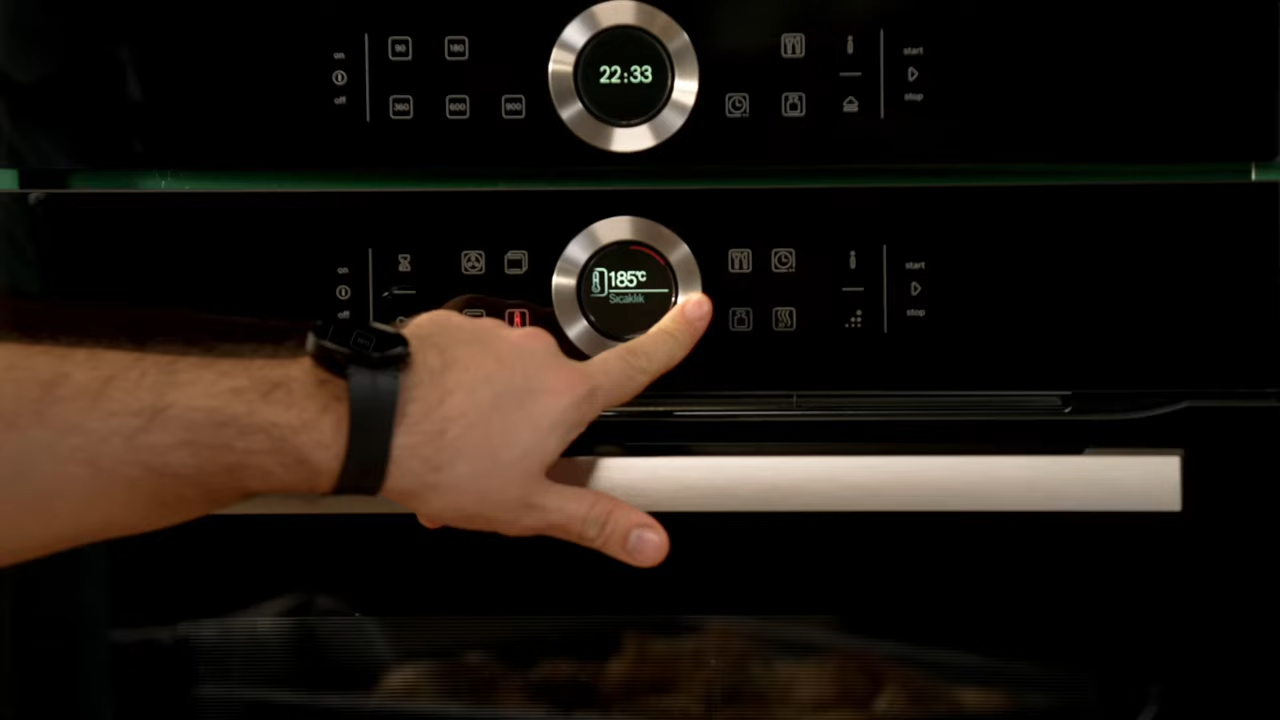 on
90
180
22:33
start
off
360
600
900
stop
on
185°C
Sıcaklık
start
off
stop